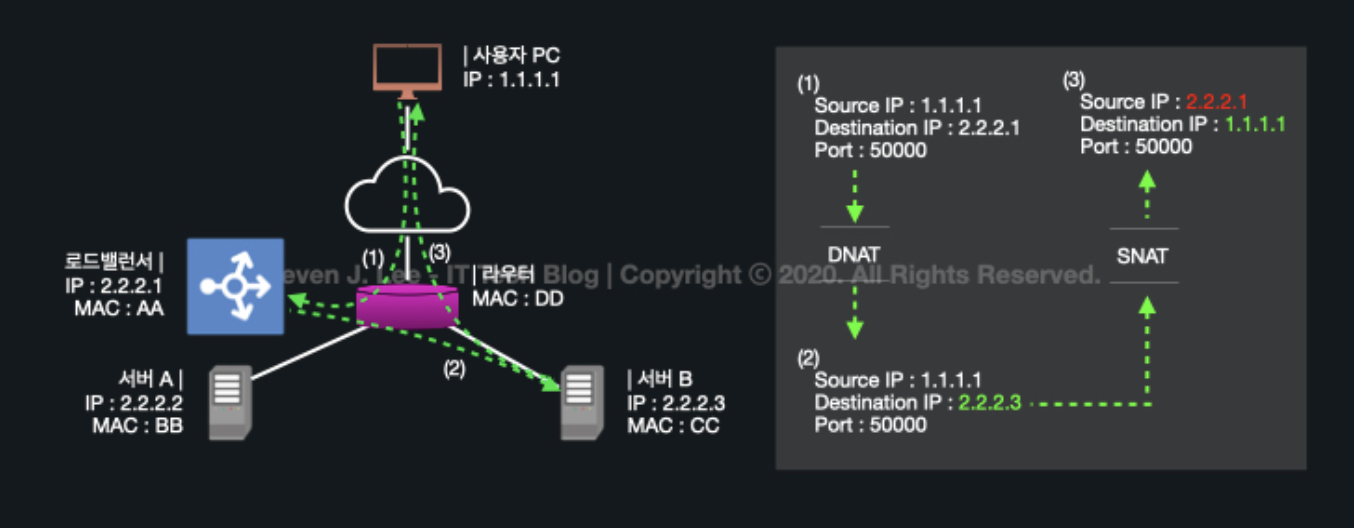 | 사용자 PC
IP : 1.1.1.1
로드밸런서 |
IP : 2.2.2.1
MAC : AA
(1)
(3)
| 라우터
MAC : DD
(2)
서버 A |
IP : 2.2.2.2
MAC : BB
| 서버 B
IP : 2.2.2.3
MAC : CC
(1)
Source IP : 1.1.1.1
Destination IP : 2.2.2.1
Port : 50000
DNAT
(2)
Source IP : 1.1.1.1
Destination IP : 2.2.2.3
Port : 50000
(3)
Source IP : 2.2.2.1
Destination IP : 1.1.1.1
Port : 50000
SNAT
even J. Lee - IT Tech Blog | Copyright © 2020. All Rights Reserved.